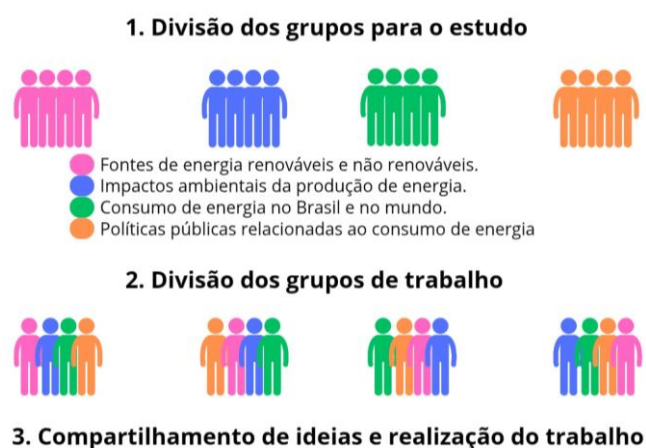 1. Divisão dos grupos para o estudo
Fontes de energia renováveis e não renováveis.
Impactos ambientais da produção de energia.
Consumo de energia no Brasil e no mundo.
Políticas públicas relacionadas ao consumo de energia
2. Divisão dos grupos de trabalho
3. Compartilhamento de ideias e realização do trabalho